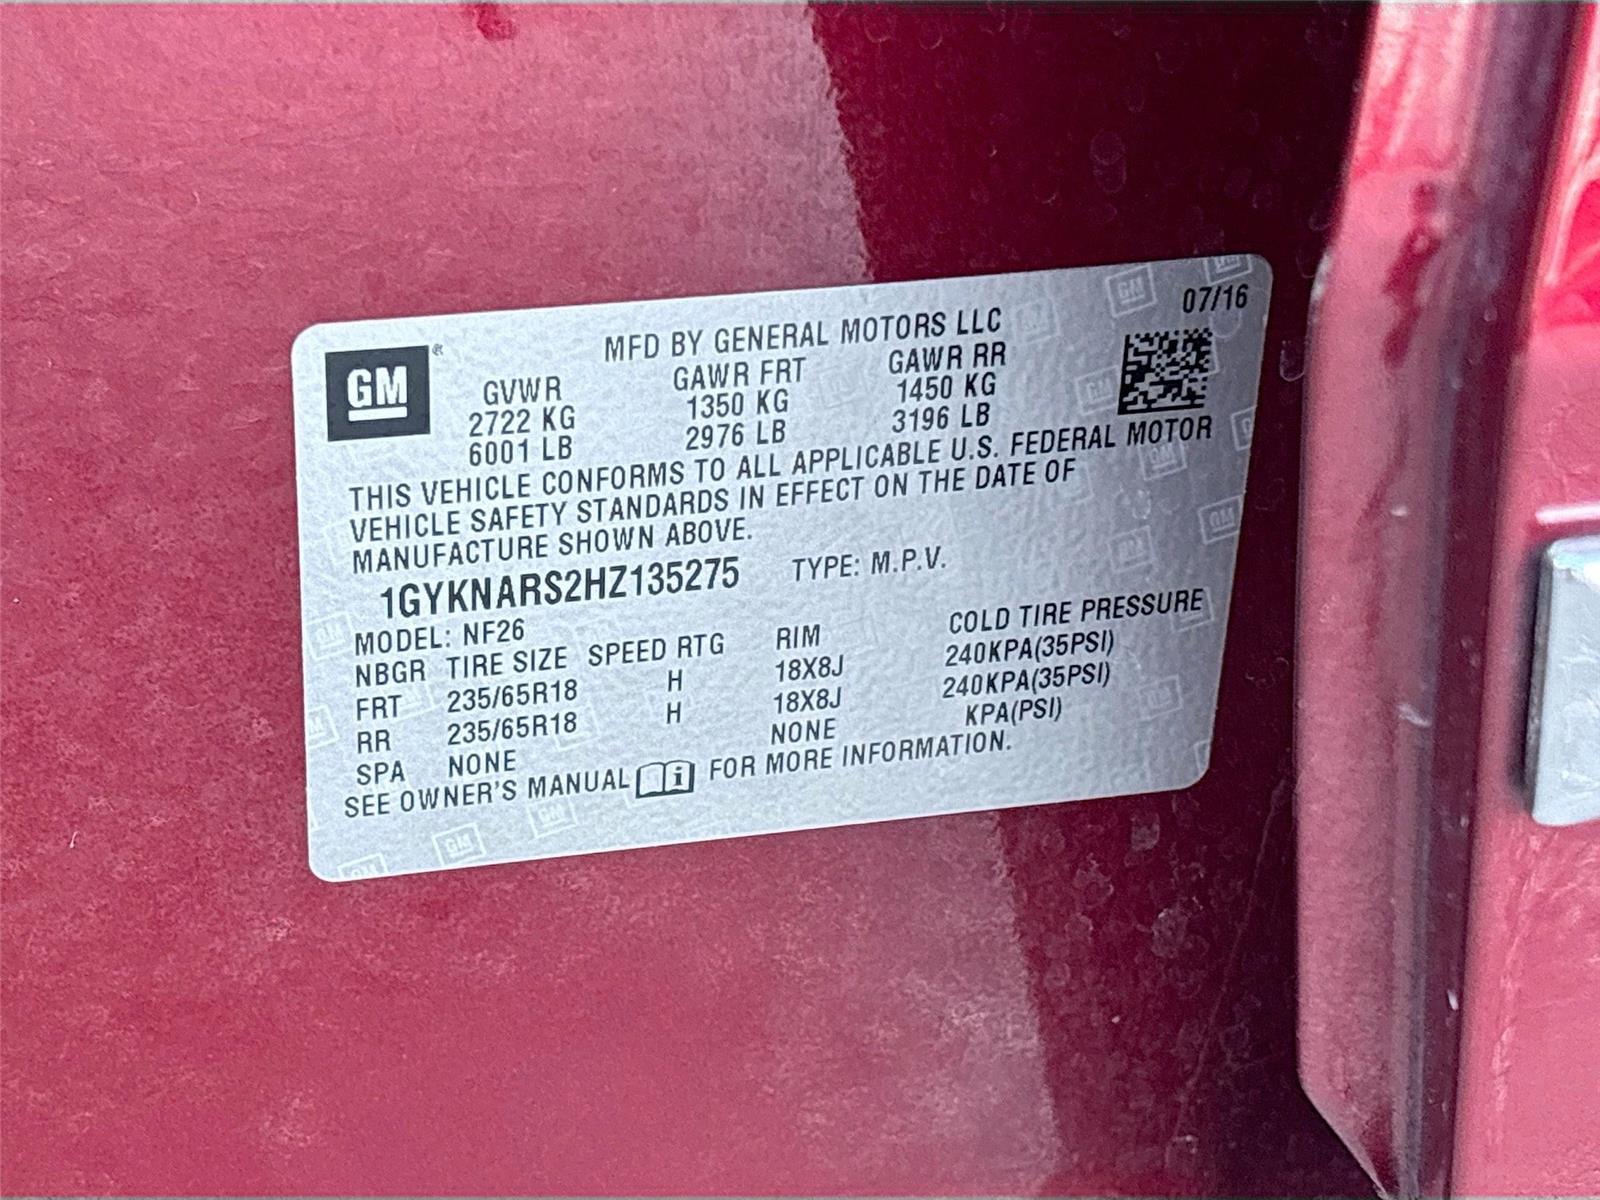 07/16
MFD BY GENERAL MOTORS LLC
GM®
GVWR GAWR FRT GAWR RR
2722 KG 1350 KG 1450 KG
6001 LB 2976 LB 3196 LB
THIS VEHICLE CONFORMS TO ALL APPLICABLE U.S. FEDERAL MOTOR
VEHICLE SAFETY STANDARDS IN EFFECT ON THE DATE OF
MANUFACTURE SHOWN ABOVE.
1GYKNARS2HZ135275 TYPE: M.P.V.
MODEL: NF26
NBGR TIRE SIZE SPEED RTG RIM COLD TIRE PRESSURE
FRT 235/65R18 H 18X8J 240KPA(35PSI)
RR 235/65R18 H 18X8J 240KPA(35PSI)
SPA NONE NONE KPA(PSI)
SEE OWNER'S MANUAL i FOR MORE INFORMATION.